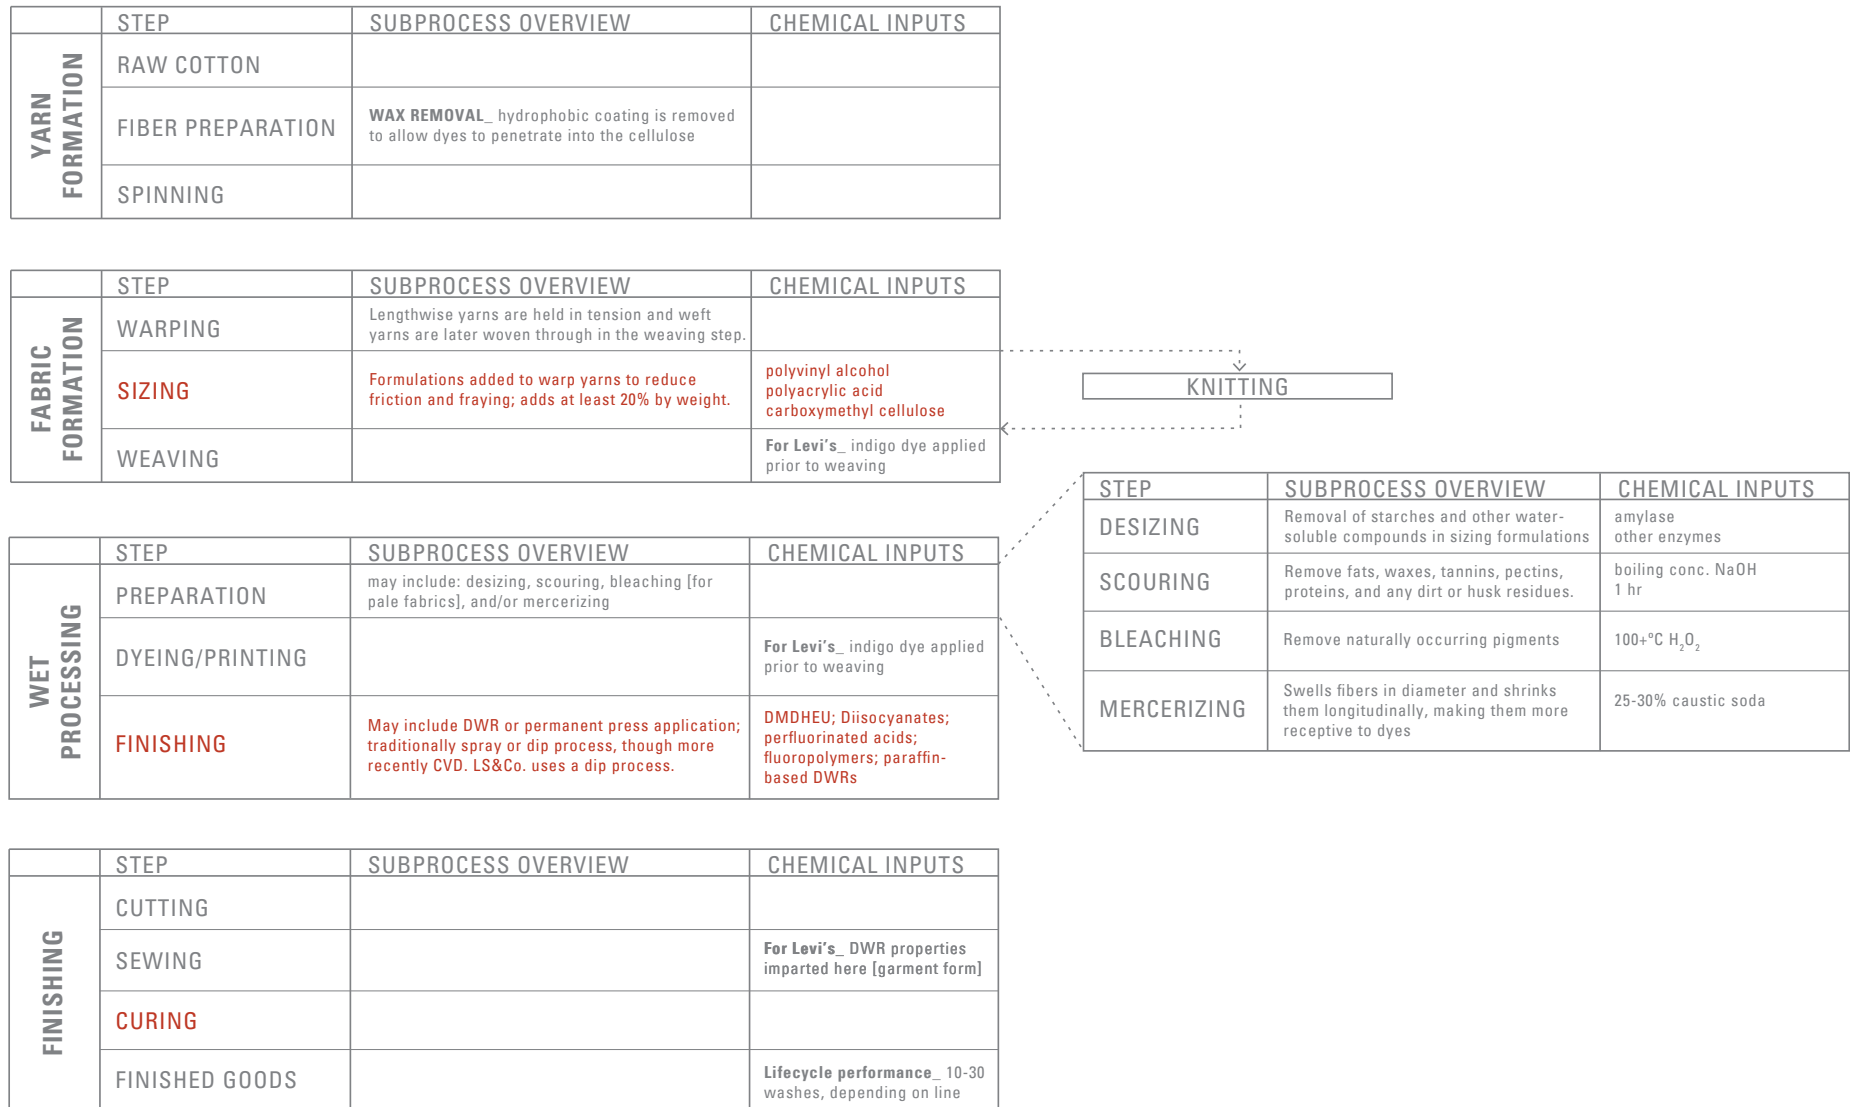 STEP SUBPROCESS OVERVIEW CHEMICAL INPUTS
YARN
FORMATION
RAW COTTON
FIBER PREPARATION
WAX REMOVAL_ hydrophobic coating is removed
to allow dyes to penetrate into the cellulose
SPINNING
STEP SUBPROCESS OVERVIEW CHEMICAL INPUTS
FABRIC
FORMATION
WARPING
Lengthwise yarns are held in tension and weft
yarns are later woven through in the weaving step.
SIZING
Formulations added to warp yarns to reduce
friction and fraying; adds at least 20% by weight.
polyvinyl alcohol
polyacrylic acid
carboxymethyl cellulose
KNITTING
WEAVING
For Levi's_ indigo dye applied
prior to weaving
STEP SUBPROCESS OVERVIEW CHEMICAL INPUTS
WET
PROCESSING
PREPARATION
may include: desizing, scouring, bleaching [for
pale fabrics], and/or mercerizing
DYEING/PRINTING
For Levi's_ indigo dye applied
prior to weaving
FINISHING
May include DWR or permanent press application;
traditionally spray or dip process, though more
recently CVD. LS&Co. uses a dip process.
DMDHEU; Diisocyanates;
perfluorinated acids;
fluoropolymers; paraffin-
based DWRs
STEP SUBPROCESS OVERVIEW CHEMICAL INPUTS
DESIZING
Removal of starches and other water-
soluble compounds in sizing formulations
amylase
other enzymes
SCOURING
Remove fats, waxes, tannins, pectins,
proteins, and any dirt or husk residues.
boiling conc. NaOH
1 hr
BLEACHING
Remove naturally occurring pigments
100+ºC H₂O₂
MERCERIZING
Swells fibers in diameter and shrinks
them longitudinally, making them more
receptive to dyes
25-30% caustic soda
STEP SUBPROCESS OVERVIEW CHEMICAL INPUTS
FINISHING
CUTTING
SEWING
For Levi's_ DWR properties
imparted here [garment form]
CURING
FINISHED GOODS
Lifecycle performance_ 10-30
washes, depending on line